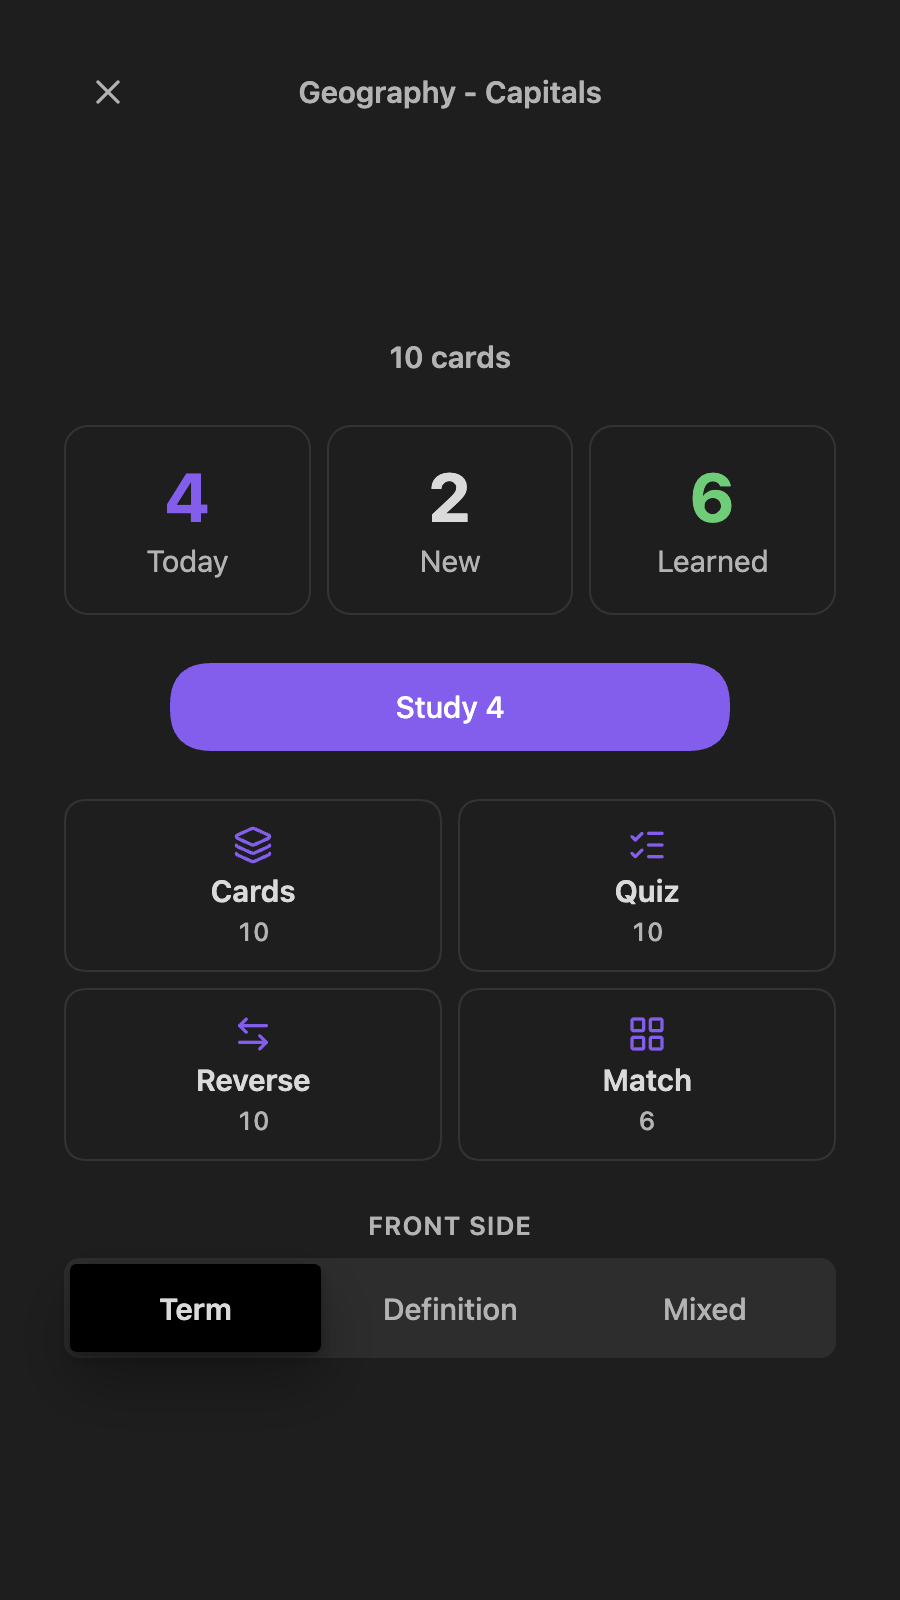 Geography - Capitals
10 cards
4
Today
2
New
6
Learned
Study 4
Cards
10
Quiz
10
Reverse
10
Match
6
FRONT SIDE
Term
Definition
Mixed